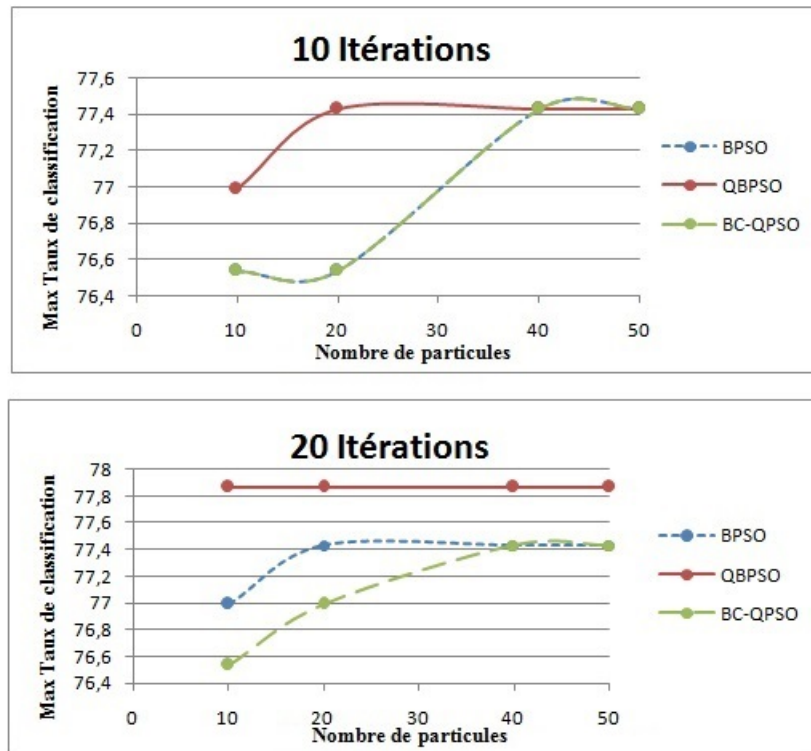 10 Itérations
Max Taux de classification
77,6
77,4
77,2
77
76,8
76,6
76,4
0 10 20 30 40 50
Nombre de particules
BPSO
QBPSO
BC-QPSO
20 Itérations
Max Taux de classification
78
77,8
77,6
77,4
77,2
77
76,8
76,6
76,4
0 10 20 30 40 50
Nombre de particules
BPSO
QBPSO
BC-QPSO